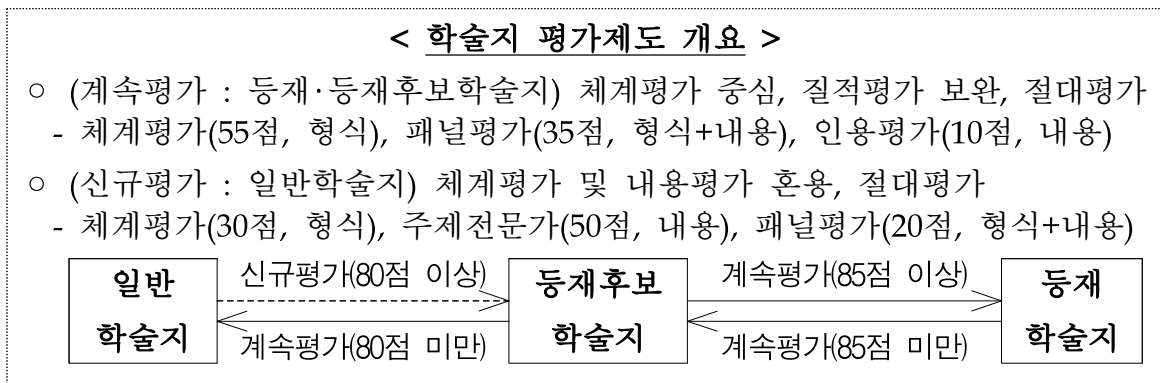 < 학술지 평가제도 개요 >
○ (계속평가 : 등재·등재후보학술지) 체계평가 중심, 질적평가 보완, 절대평가
- 체계평가(55점, 형식), 패널평가(35점, 형식+내용), 인용평가(10점, 내용)
○ (신규평가 : 일반학술지) 체계평가 및 내용평가 혼용, 절대평가
- 체계평가(30점, 형식), 주제전문가(50점, 내용), 패널평가(20점, 형식+내용)
일반
학술지
신규평가(80점 이상)
계속평가(80점 미만)
등재후보
학술지
계속평가(85점 이상)
계속평가(85점 미만)
등재
학술지